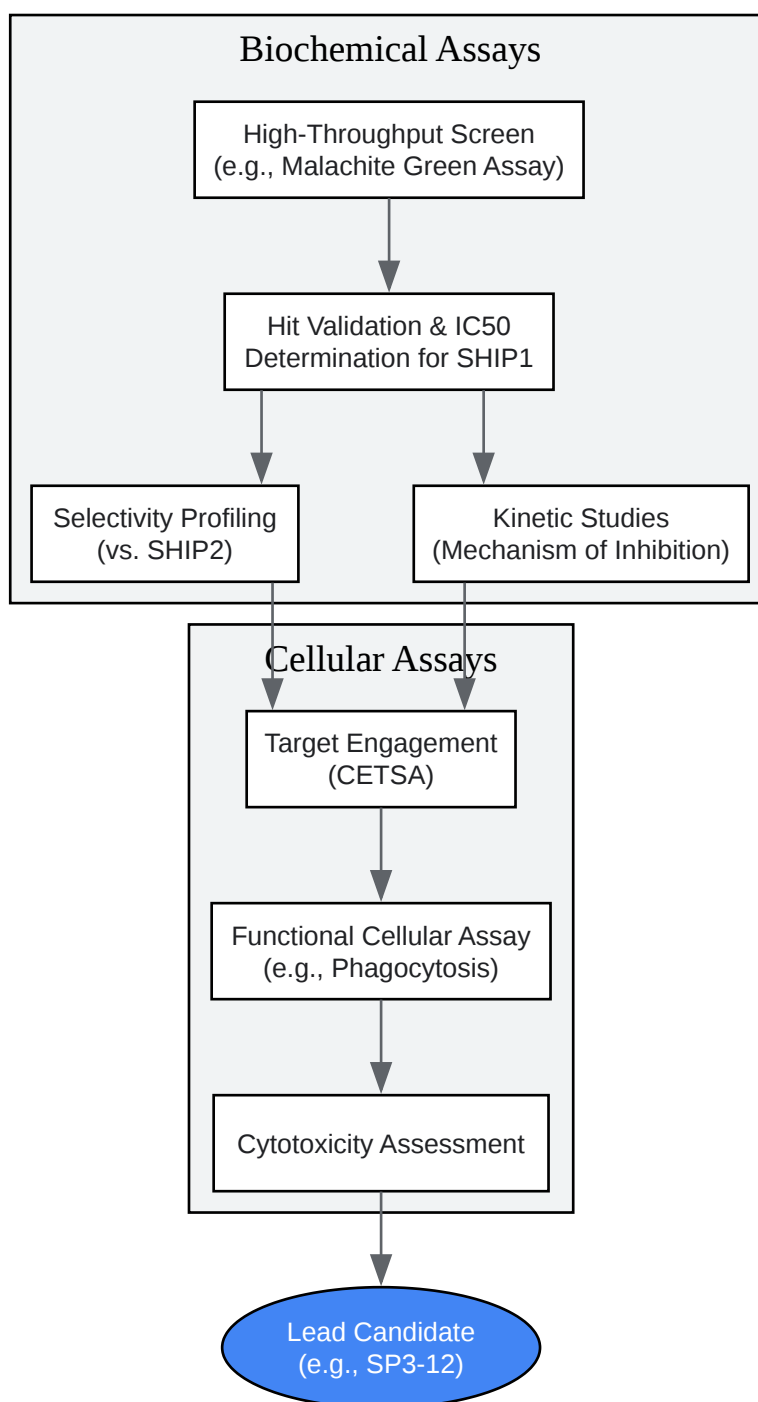 Biochemical Assays
High-Throughput Screen
(e.g., Malachite Green Assay)
Hit Validation & IC50
Determination for SHIP1
Selectivity Profiling
(vs. SHIP2)
Kinetic Studies
(Mechanism of Inhibition)
Cellular Assays
Target Engagement
(CETSA)
Functional Cellular Assay
(e.g., Phagocytosis)
Cytotoxicity Assessment
Lead Candidate
(e.g., SP3-12)